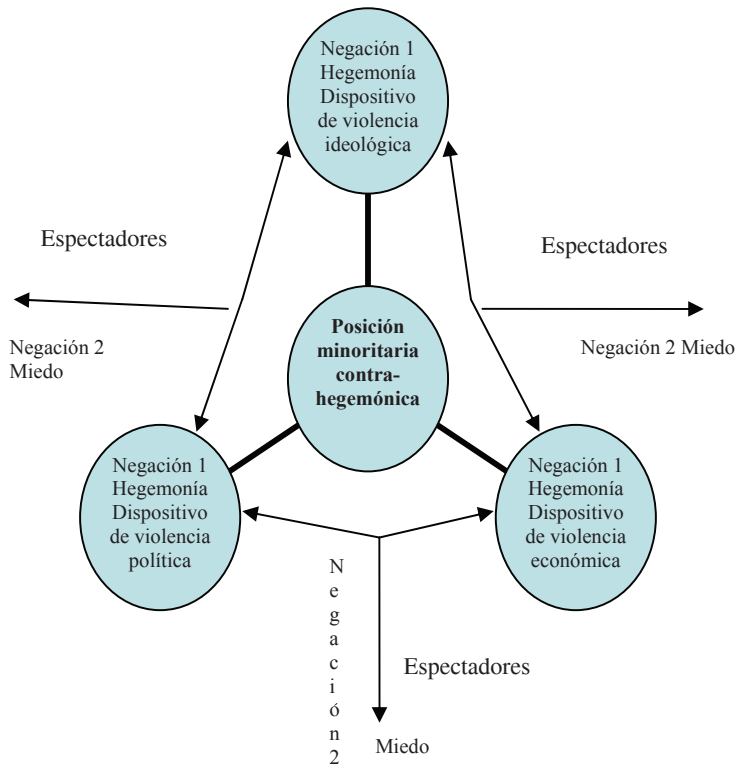 Negación 1
Hegemonía
Dispositivo
de violencia
ideológica
Espectadores
Espectadores
Negación 2
Miedo
Posición
minoritaria
contra-
hegemónica
Negación 2 Miedo
Negación 1
Hegemonía
Dispositivo
de violencia
política
Negación 1
Hegemonía
Dispositivo
de violencia
económica
N
e
g
a
c
i
ó
n
2
Espectadores
Miedo